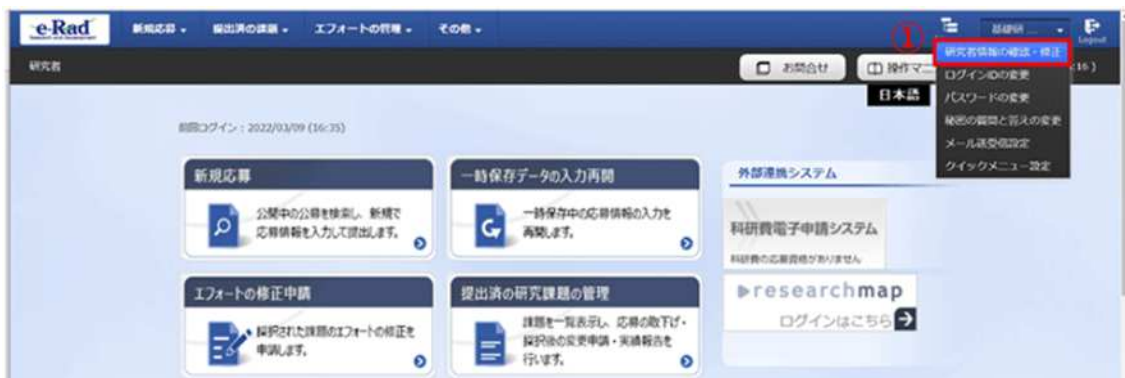 e-Rad
新規応募
提出済の課題
エフォートの管理
その他
基礎研 ...
Logout
①
研究者
お問合せ
操作マニ
:16 )
研究者情報の確認・修正
ログインIDの変更
パスワードの変更
秘密の質問と答えの変更
メール送受信設定
クイックメニュー設定
日本語
前回ログイン : 2022/03/09 (16:35)
新規応募
公開中の公募を検索し、新規で
応募情報を入力して提出します。
一時保存データの入力再開
一時保存中の応募情報の入力を
再開します。
外部連携システム
科研費電子申請システム
科研費の応募資格がありません
エフォートの修正申請
採択された課題のエフォートの修正を
申請します。
提出済の研究課題の管理
課題を一覧表示し、応募の取下げ・
採択後の変更申請・実績報告を
行います。
researchmap
ログインはこちら